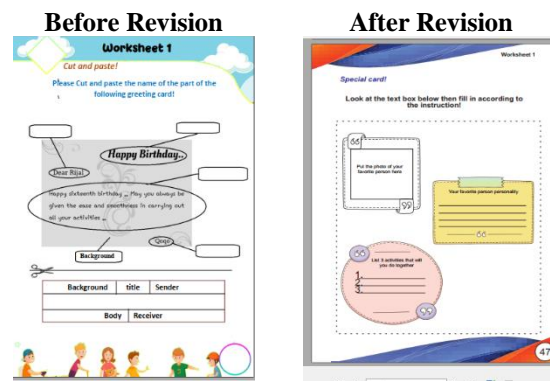 Before Revision
Worksheet 1
Cut and paste!
Please Cut and paste the name of the part of the
following greeting card!
Happy Birthday,,
Dear Rijal
Happy sixteenth birthday ,, May you always be
given the ease and smoothness in carrying out
all your activities ,,
Background
Background title Sender
Body Receiver
After Revision
Worksheet 1
Special card!
Look at the text box below then fill in according to
the instruction!
Put the photo of your
favorite person here
Your favorite person personality
List 3 activities that will
you do together
1.
2.
3.
47